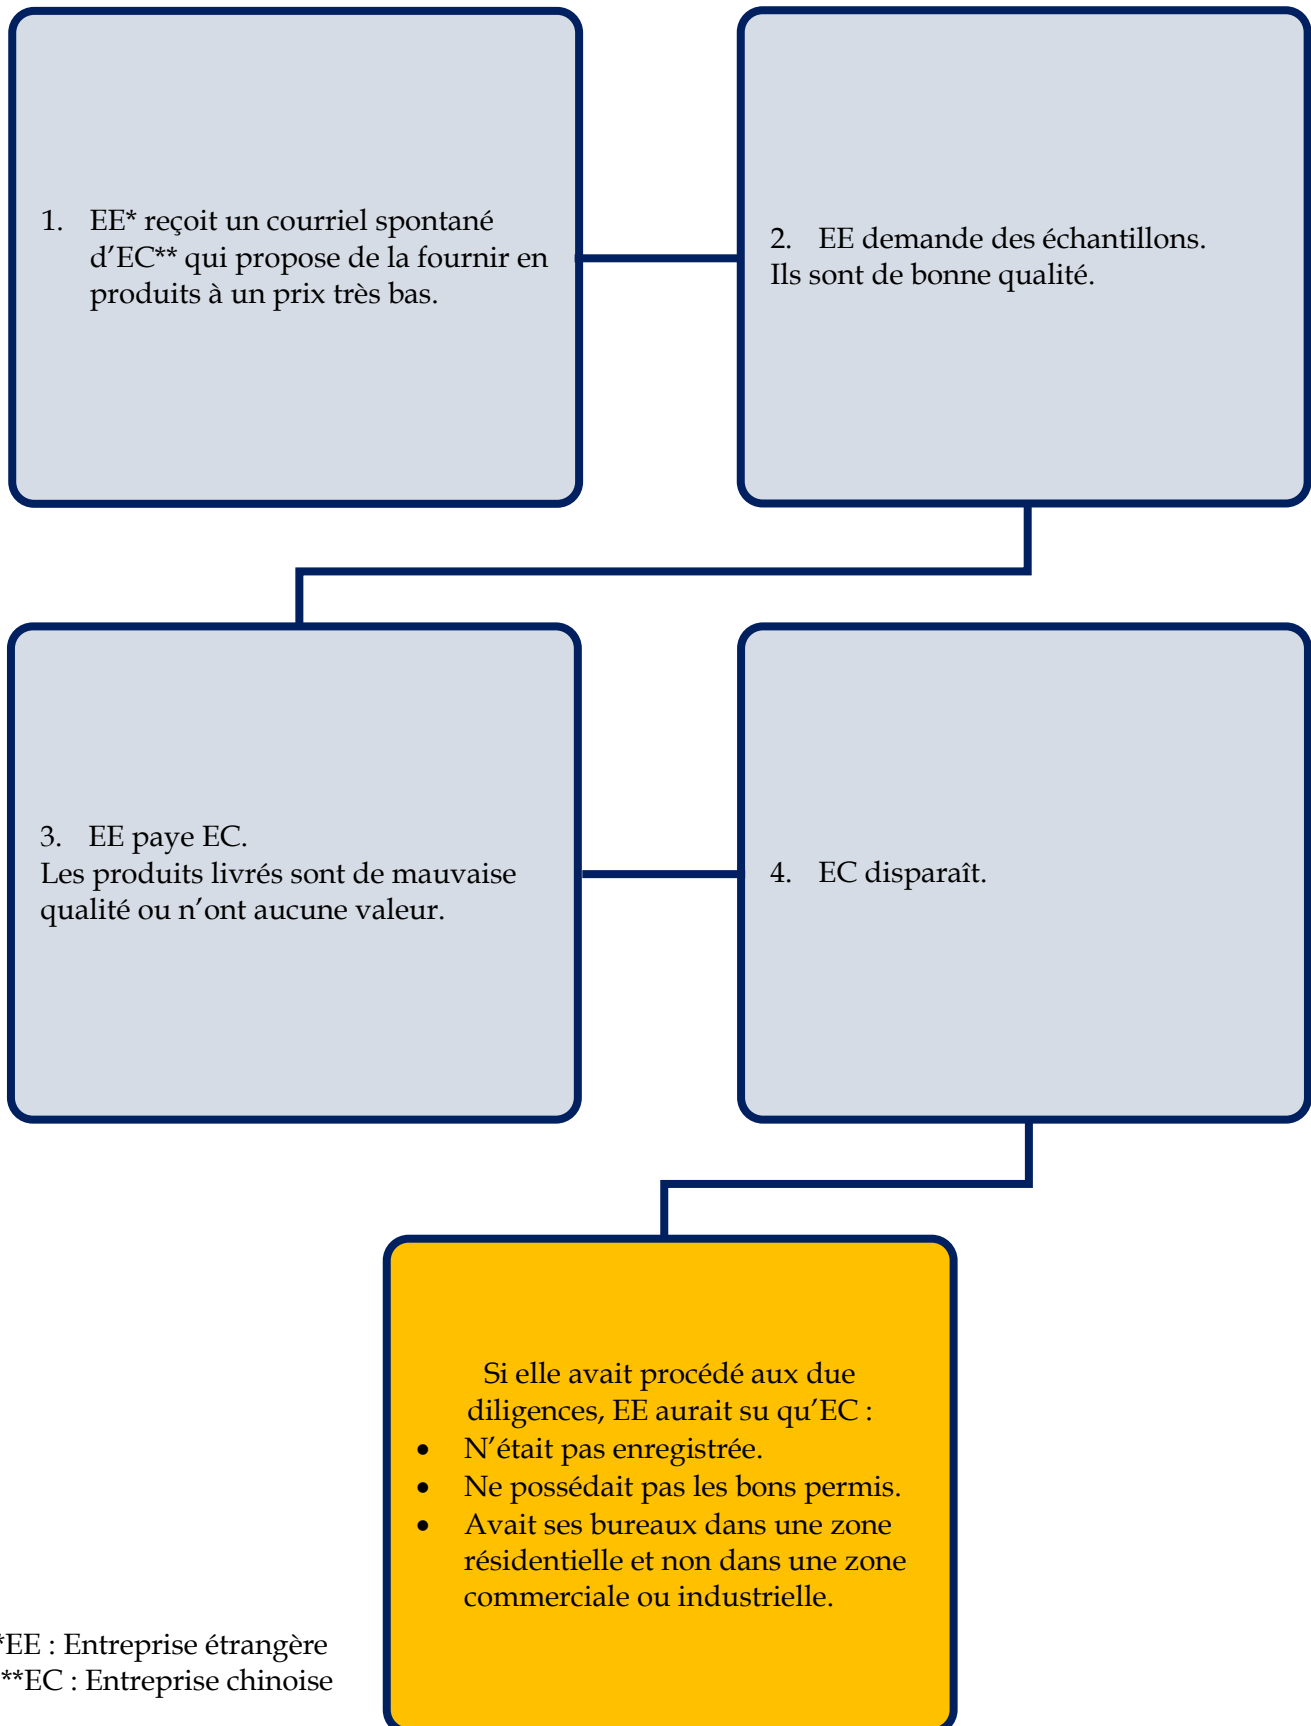 1. EE* reçoit un courriel spontané
d’EC** qui propose de la fournir en
produits à un prix très bas.
2. EE demande des échantillons.
Ils sont de bonne qualité.
3. EE paye EC.
Les produits livrés sont de mauvaise
qualité ou n’ont aucune valeur.
4. EC disparaît.
Si elle avait procédé aux due
diligences, EE aurait su qu’EC :
• N’était pas enregistrée.
• Ne possédait pas les bons permis.
• Avait ses bureaux dans une zone
résidentielle et non dans une zone
commerciale ou industrielle.
*EE : Entreprise étrangère
**EC : Entreprise chinoise